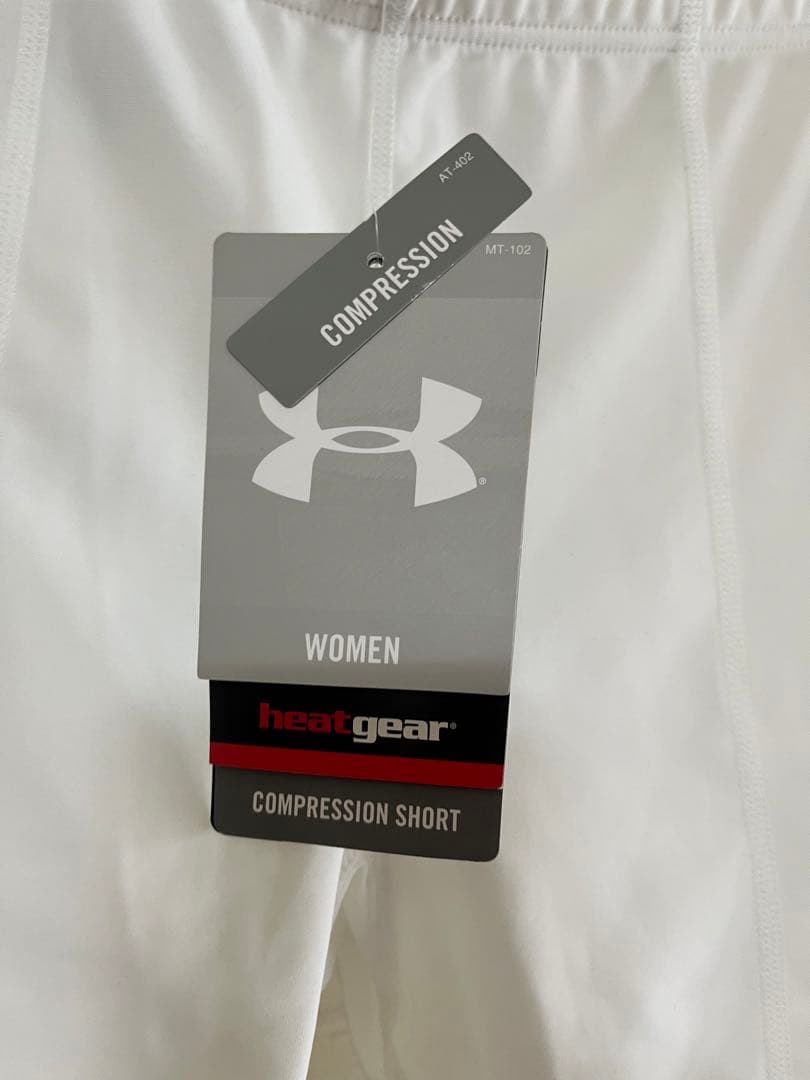 AT-402
COMPRESSION
MT-102
®
WOMEN
heatgear®
COMPRESSION SHORT